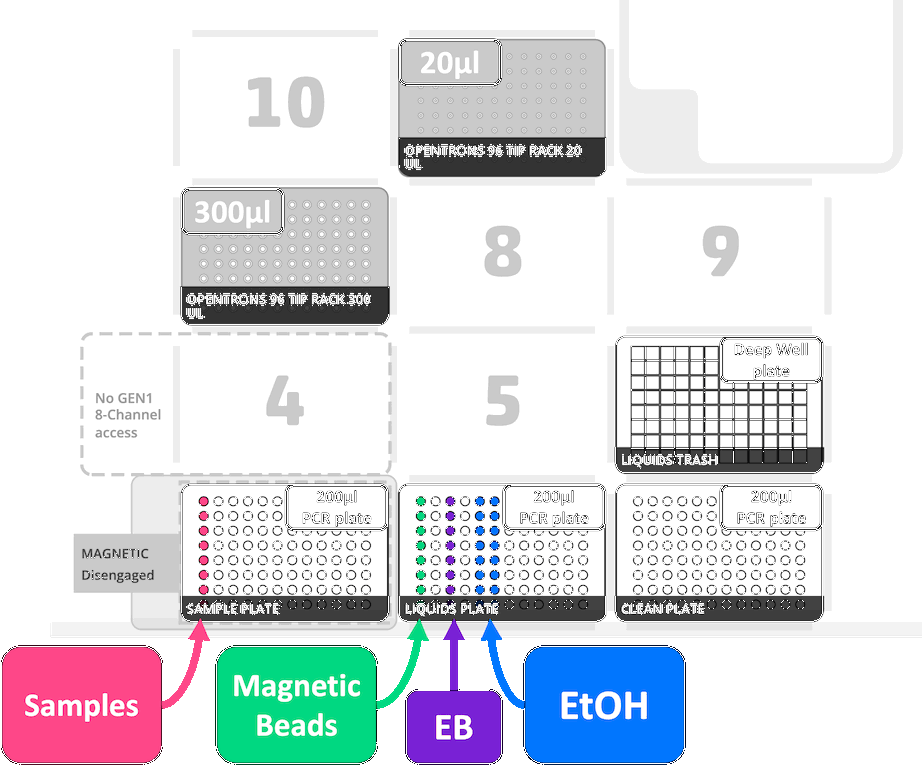 10
20µl
OPENTRONS 96 TIP RACK 20
UL
300µl
OPENTRONS 96 TIP RACK 300
UL
8
9
No GEN1
8-Channel
access
4
5
Deep Well
plate
LIQUIDS TRASH
MAGNETIC
Disengaged
200µl
PCR plate
SAMPLE PLATE
200µl
PCR plate
LIQUIDS PLATE
200µl
PCR plate
CLEAN PLATE
Samples
Magnetic
Beads
EB
EtOH